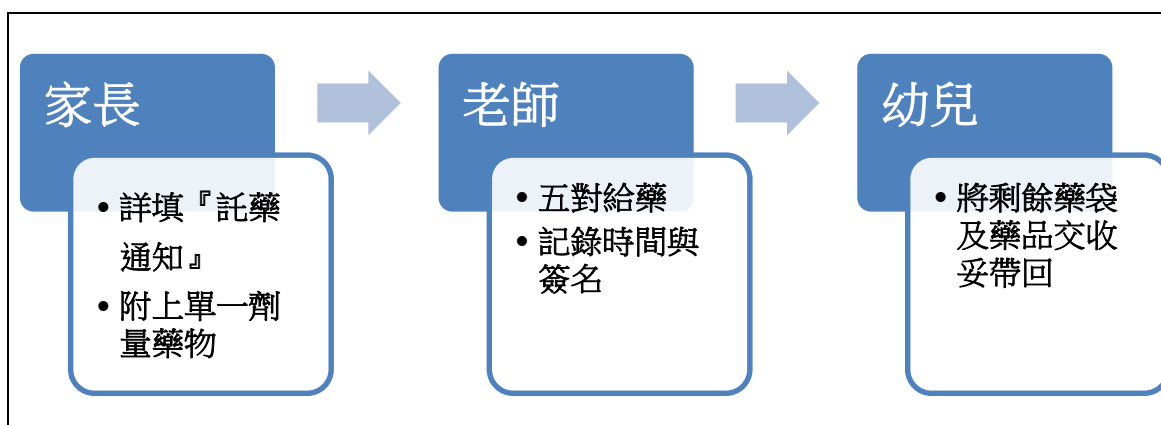 家長
• 詳填『託藥
通知』
• 附上單一劑
量藥物
老師
• 五對給藥
• 記錄時間與
簽名
幼兒
• 將剩餘藥袋
及藥品交收
妥帶回